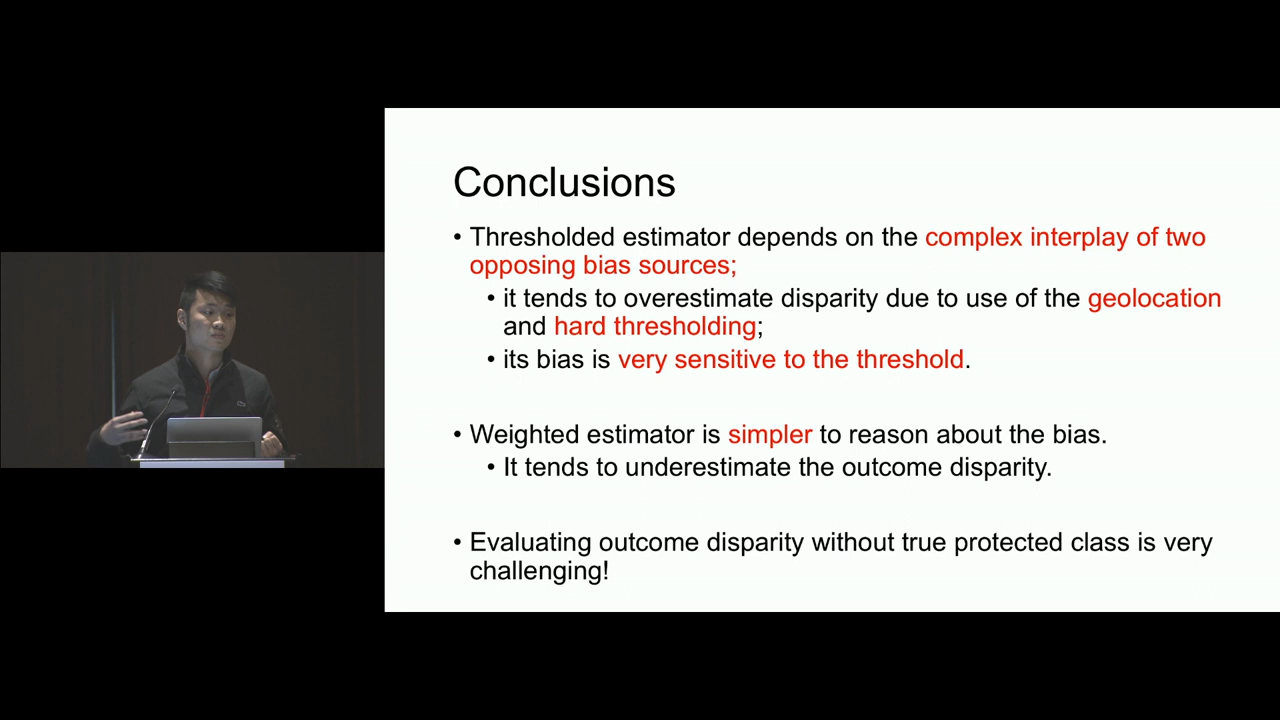 Conclusions
• Thresholded estimator depends on the complex interplay of two
opposing bias sources;
• it tends to overestimate disparity due to use of the geolocation
and hard thresholding;
• its bias is very sensitive to the threshold.
• Weighted estimator is simpler to reason about the bias.
• It tends to underestimate the outcome disparity.
• Evaluating outcome disparity without true protected class is very
challenging!